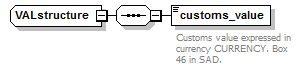 VALstructure
customs_value
Customs value expressed in
currency CURRENCY. Box
46 in SAD.